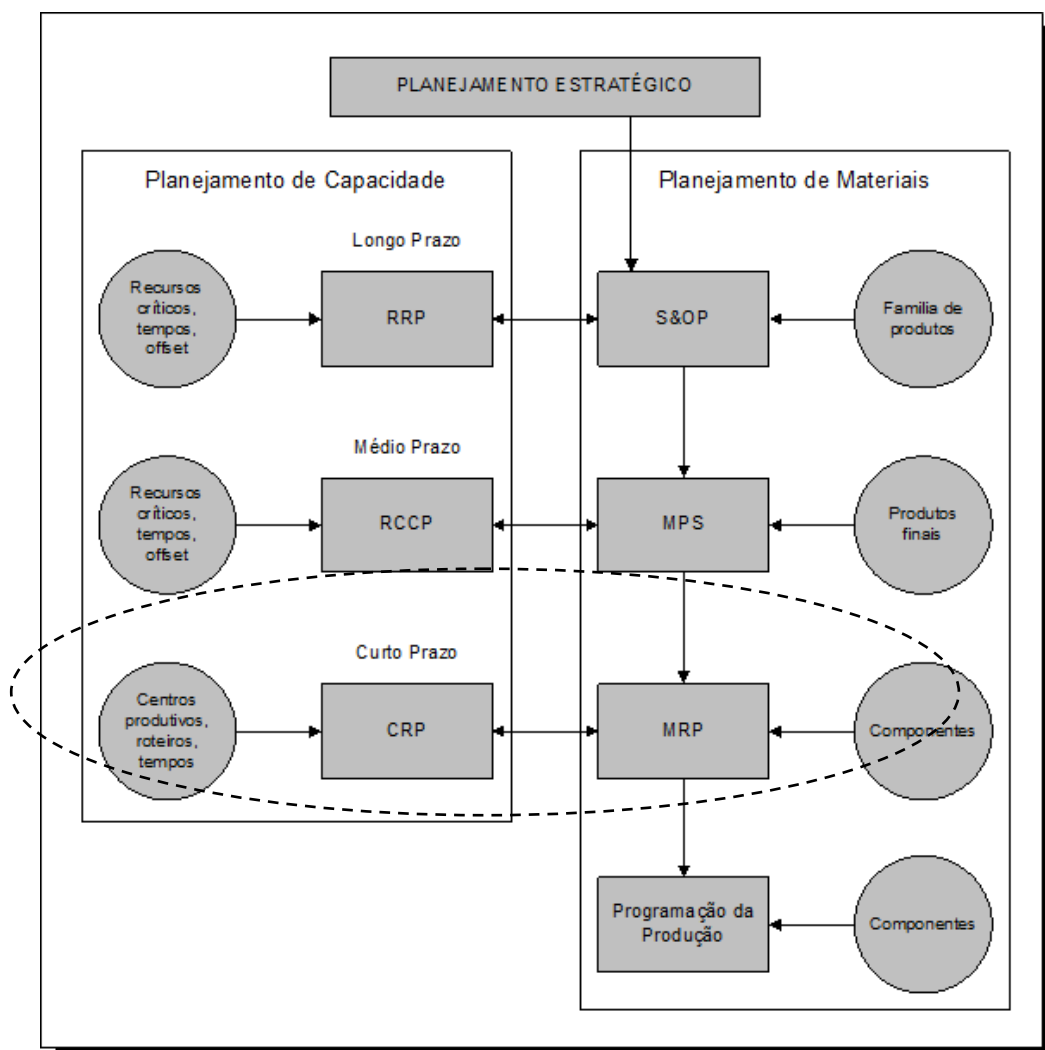 PLANEJAMENTO ESTRATÉGICO
Planejamento de Capacidade
Planejamento de Materiais
Longo Prazo
Recursos
críticos,
tempos,
offset
RRP
S&OP
Familia de
produtos
Médio Prazo
Recursos
críticos,
tempos,
offset
RCCP
MPS
Produtos
finais
Curto Prazo
Centros
produtivos,
roteiros,
tempos
CRP
MRP
Componentes
Programação da
Produção
Componentes